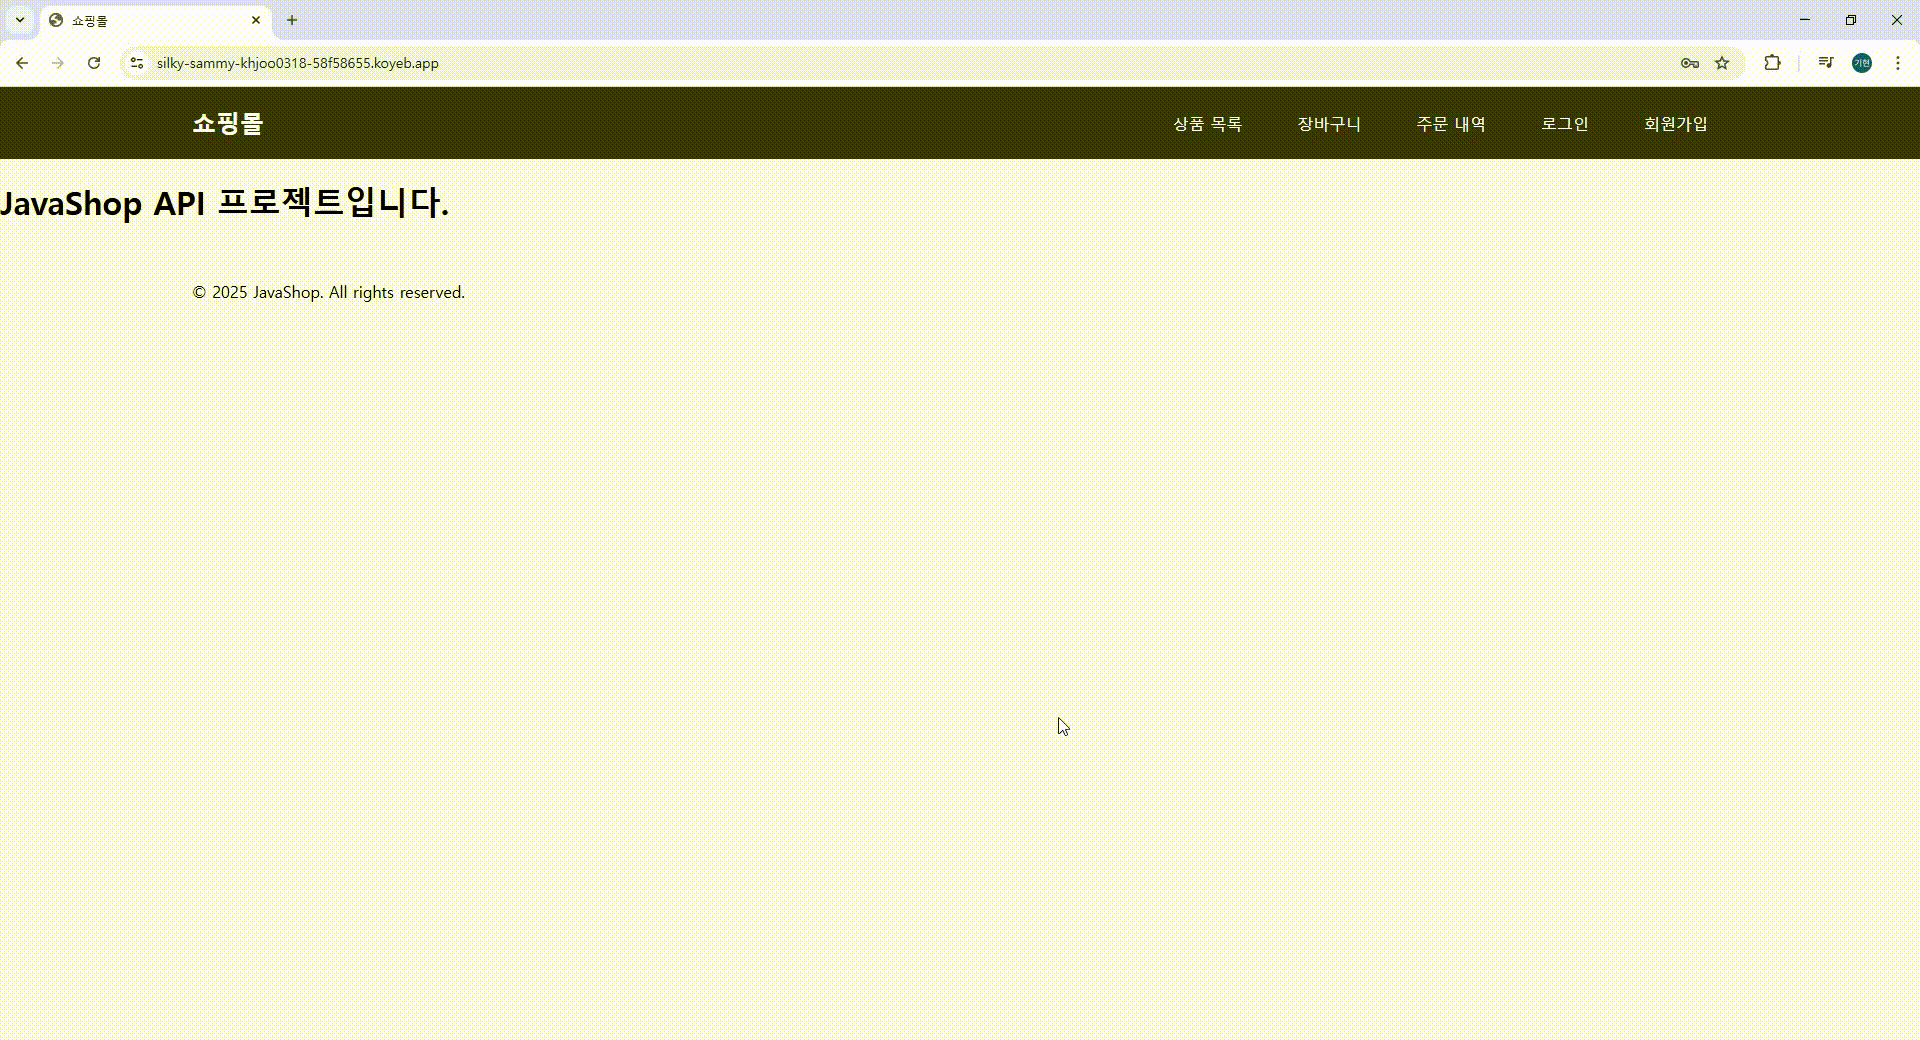 쇼핑몰
silky-sammy-khjoo0318-58f58655.koyeb.app
기현
쇼핑몰 상품 목록 장바구니 주문 내역 로그인 회원가입
JavaShop API 프로젝트입니다.
© 2025 JavaShop. All rights reserved.